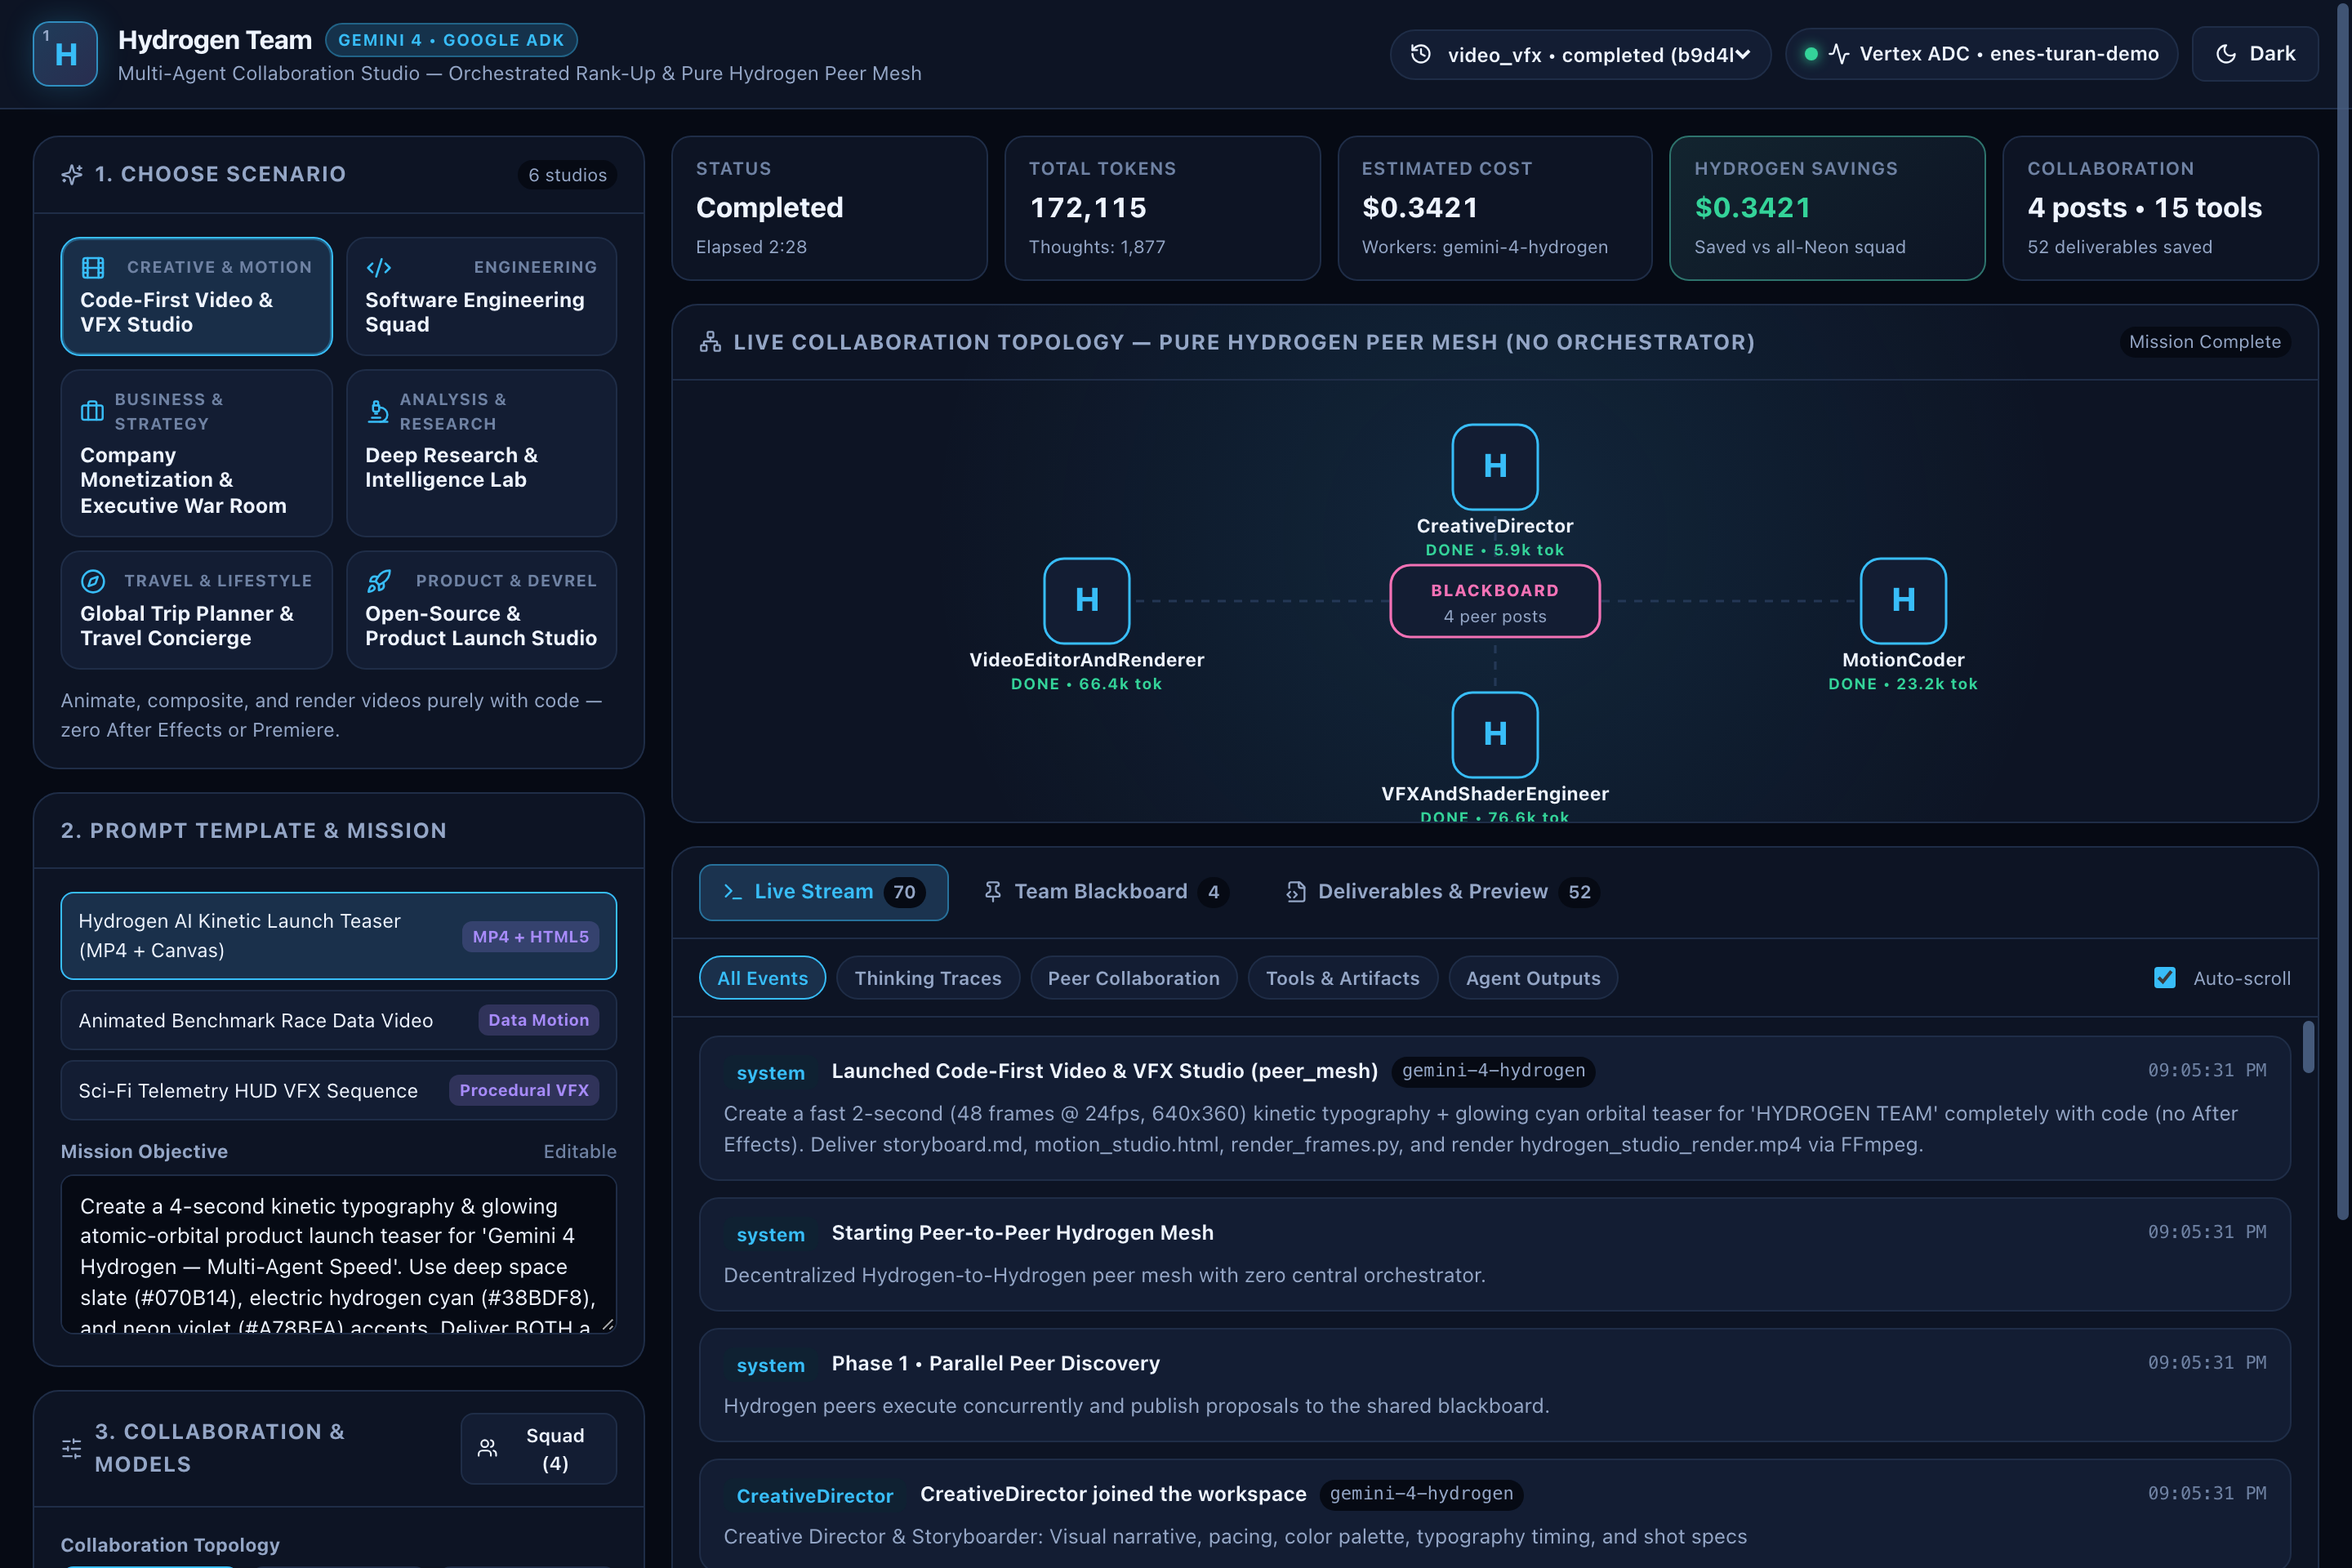 1
H
Hydrogen Team
GEMINI 4 • GOOGLE ADK
Multi-Agent Collaboration Studio — Orchestrated Rank-Up & Pure Hydrogen Peer Mesh
video_vfx • completed (b9d4l
Vertex ADC • enes-turan-demo
Dark
1. CHOOSE SCENARIO
6 studios
CREATIVE & MOTION
Code-First Video &
VFX Studio
ENGINEERING
Software Engineering
Squad
BUSINESS &
STRATEGY
Company
Monetization &
Executive War Room
ANALYSIS &
RESEARCH
Deep Research &
Intelligence Lab
TRAVEL & LIFESTYLE
Global Trip Planner &
Travel Concierge
PRODUCT & DEVREL
Open-Source &
Product Launch Studio
Animate, composite, and render videos purely with code —
zero After Effects or Premiere.
2. PROMPT TEMPLATE & MISSION
Hydrogen AI Kinetic Launch Teaser
(MP4 + Canvas)
MP4 + HTML5
Animated Benchmark Race Data Video
Data Motion
Sci-Fi Telemetry HUD VFX Sequence
Procedural VFX
Mission Objective
Editable
Create a 4-second kinetic typography & glowing
atomic-orbital product launch teaser for 'Gemini 4
Hydrogen — Multi-Agent Speed'. Use deep space
slate (#070B14), electric hydrogen cyan (#38BDF8),
and neon violet (#A78BFA) accents. Deliver BOTH a
3. COLLABORATION &
MODELS
Squad
(4)
Collaboration Topology
STATUS
Completed
Elapsed 2:28
TOTAL TOKENS
172,115
Thoughts: 1,877
ESTIMATED COST
$0.3421
Workers: gemini-4-hydrogen
HYDROGEN SAVINGS
$0.3421
Saved vs all-Neon squad
COLLABORATION
4 posts • 15 tools
52 deliverables saved
LIVE COLLABORATION TOPOLOGY — PURE HYDROGEN PEER MESH (NO ORCHESTRATOR)
Mission Complete
H
CreativeDirector
DONE • 5.9k tok
H
VideoEditorAndRenderer
DONE • 66.4k tok
BLACKBOARD
4 peer posts
H
MotionCoder
DONE • 23.2k tok
H
VFXAndShaderEngineer
DONE • 76.6k tok
Live Stream 70
Team Blackboard 4
Deliverables & Preview 52
All Events
Thinking Traces
Peer Collaboration
Tools & Artifacts
Agent Outputs
Auto-scroll
system Launched Code-First Video & VFX Studio (peer_mesh) gemini-4-hydrogen 09:05:31 PM
Create a fast 2-second (48 frames @ 24fps, 640x360) kinetic typography + glowing cyan orbital teaser for 'HYDROGEN TEAM' completely with code (no After
Effects). Deliver storyboard.md, motion_studio.html, render_frames.py, and render hydrogen_studio_render.mp4 via FFmpeg.
system Starting Peer-to-Peer Hydrogen Mesh 09:05:31 PM
Decentralized Hydrogen-to-Hydrogen peer mesh with zero central orchestrator.
system Phase 1 • Parallel Peer Discovery 09:05:31 PM
Hydrogen peers execute concurrently and publish proposals to the shared blackboard.
CreativeDirector CreativeDirector joined the workspace gemini-4-hydrogen 09:05:31 PM
Creative Director & Storyboarder: Visual narrative, pacing, color palette, typography timing, and shot specs